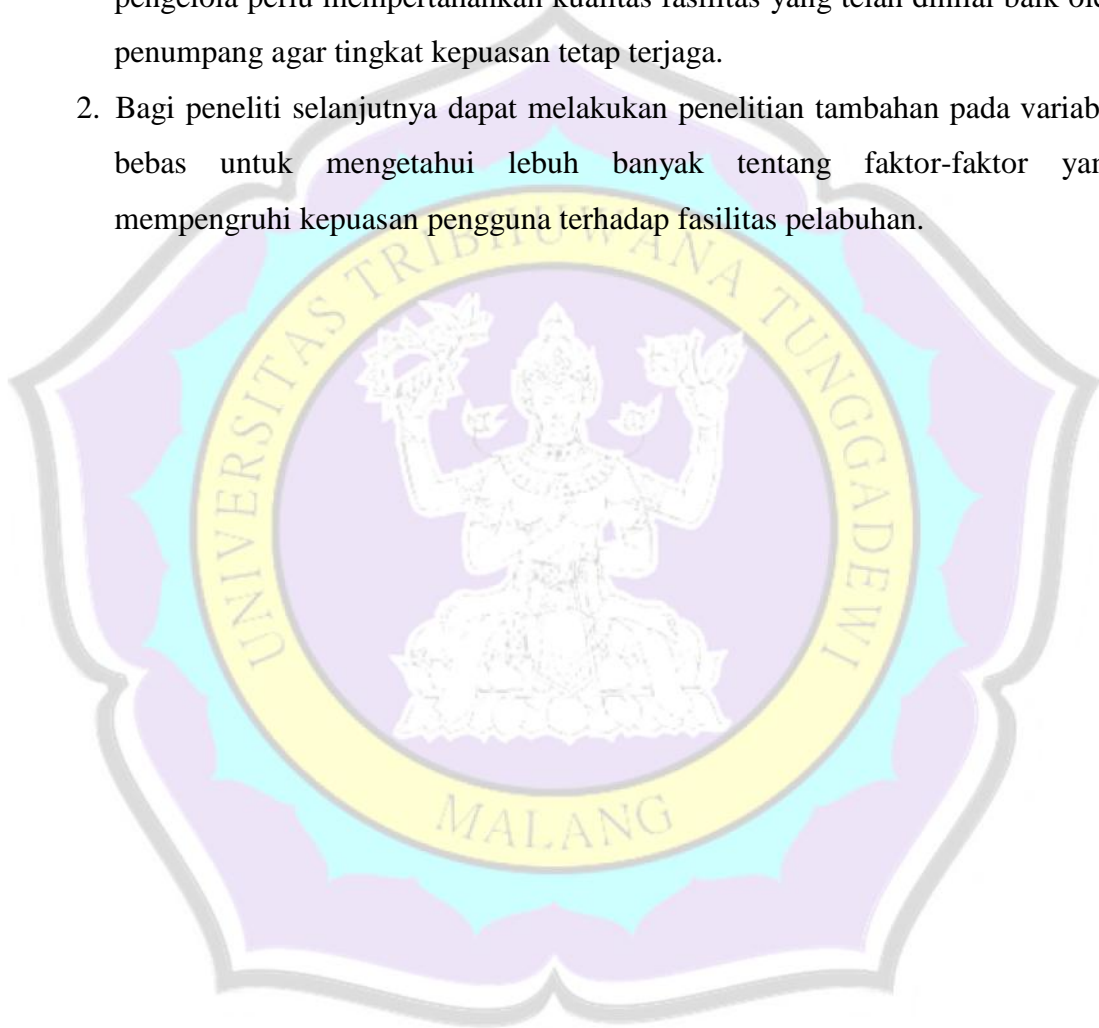 pengelola perlu mempertahankan kualitas fasilitas yang telah dinilai baik ole
penumpang agar tingkat kepuasan tetap terjaga.
2. Bagi peneliti selanjutnya dapat melakukan penelitian tambahan pada variab
bebas untuk mengetahui lebuh banyak tentang faktor-faktor yan
mempengruhi kepuasan pengguna terhadap fasilitas pelabuhan.
UNIVERSITAS TRIBHUWANA TUNGGADEWI
MALANG